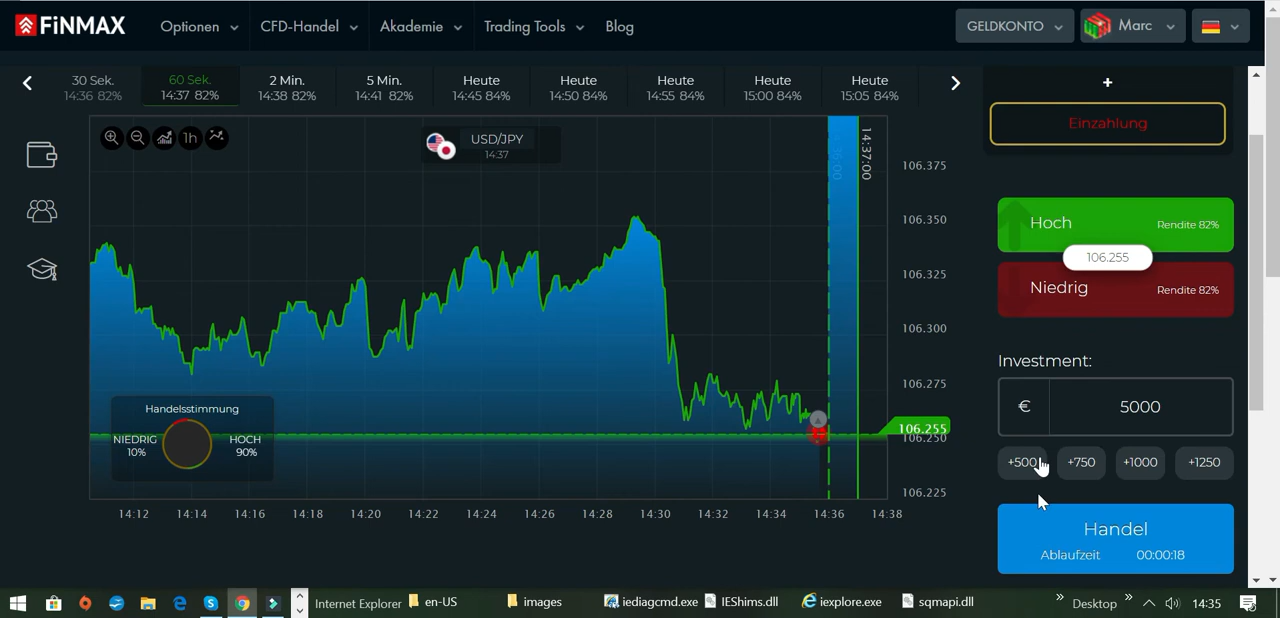 FiNMAX
Optionen
CFD-Handel
Akademie
Trading Tools
Blog
GELDKONTO
Marc
30 Sek.
14:36 82%
60 Sek.
14:37 82%
2 Min.
14:38 82%
5 Min.
14:41 82%
Heute
14:45 84%
Heute
14:50 84%
Heute
14:55 84%
Heute
15:00 84%
Heute
15:05 84%
+
Einzahlung
1h
USD/JPY
14:37
14:37:00
106.375
106.350
106.325
106.300
106.275
106.255
106.250
106.225
Handelsstimmung
NIEDRIG
10%
HOCH
90%
14:12
14:14
14:16
14:18
14:20
14:22
14:24
14:26
14:28
14:30
14:32
14:34
14:36
14:38
Hoch
Rendite 82%
106.255
Niedrig
Rendite 82%
Investment:
€
5000
+500
+750
+1000
+1250
Handel
Ablaufzeit 00:00:18
Internet Explorer
en-US
images
iediagcmd.exe
IEShims.dll
iexplore.exe
sqmapi.dll
»
Desktop
»
14:35